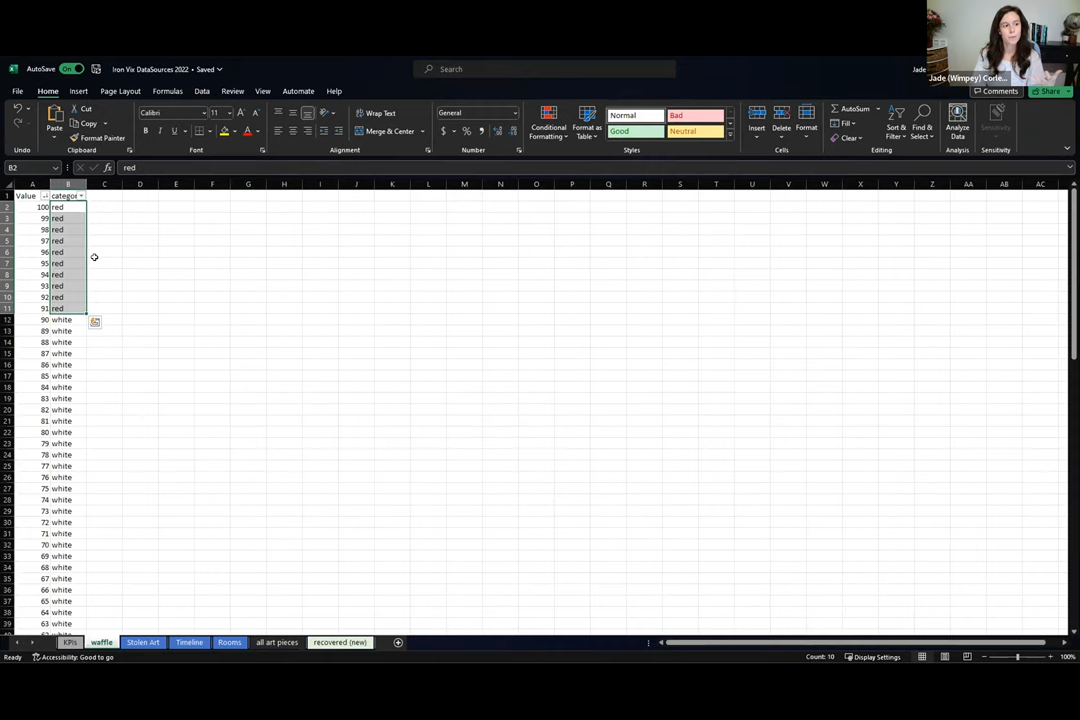 AutoSave On Iron Vix DataSources 2022 • Saved Search Jade
Jade (Wimpey) Corle...
File Home Insert Page Layout Formulas Data Review View Automate Help Comments Share
Cut
Copy
Format Painter
Paste
Calibri 11
B I U
Wrap Text
Merge & Center
General
$ %
Conditional Formatting
Format as Table
Normal Bad
Good Neutral
Insert Delete Format
AutoSum
Fill
Clear
Sort & Filter
Find & Select
Analyze Data
Sensitivity
Undo Clipboard Font Alignment Number Styles Cells Editing Analysis Sensitivity
B2 fx red
A B C D E F G H I J K L M N O P Q R S T U V W X Y Z AA AB AC
1 Value categor
2 100 red
3 99 red
4 98 red
5 97 red
6 96 red
7 95 red
8 94 red
9 93 red
10 92 red
11 91 red
12 90 white
13 89 white
14 88 white
15 87 white
16 86 white
17 85 white
18 84 white
19 83 white
20 82 white
21 81 white
22 80 white
23 79 white
24 78 white
25 77 white
26 76 white
27 75 white
28 74 white
29 73 white
30 72 white
31 71 white
32 70 white
33 69 white
34 68 white
35 67 white
36 66 white
37 65 white
38 64 white
39 63 white
KPIs waffle Stolen Art Timeline Rooms all art pieces recovered (new)
Ready Accessibility: Good to go Count: 10 Display Settings 100%